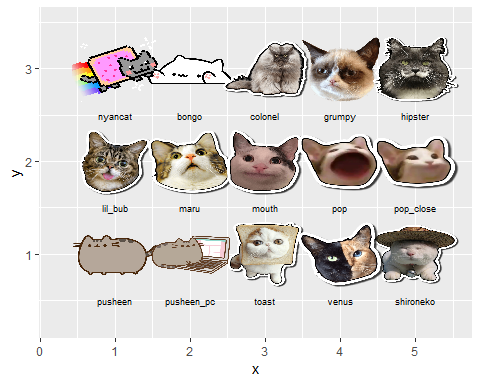 3
nyancat bongo colonel grumpy hipster
y
2
lil_bub maru mouth pop pop_close
1
pusheen pusheen_pc toast venus shironeko
0 1 2 3 4 5
x